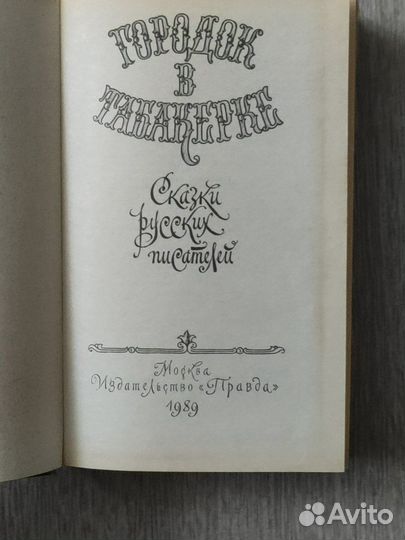 ГОРОДОК
В
ТАБАКЕРКЕ
Сказки
русских
писателей
Москва
Издательство «Правда»
1989
Avito